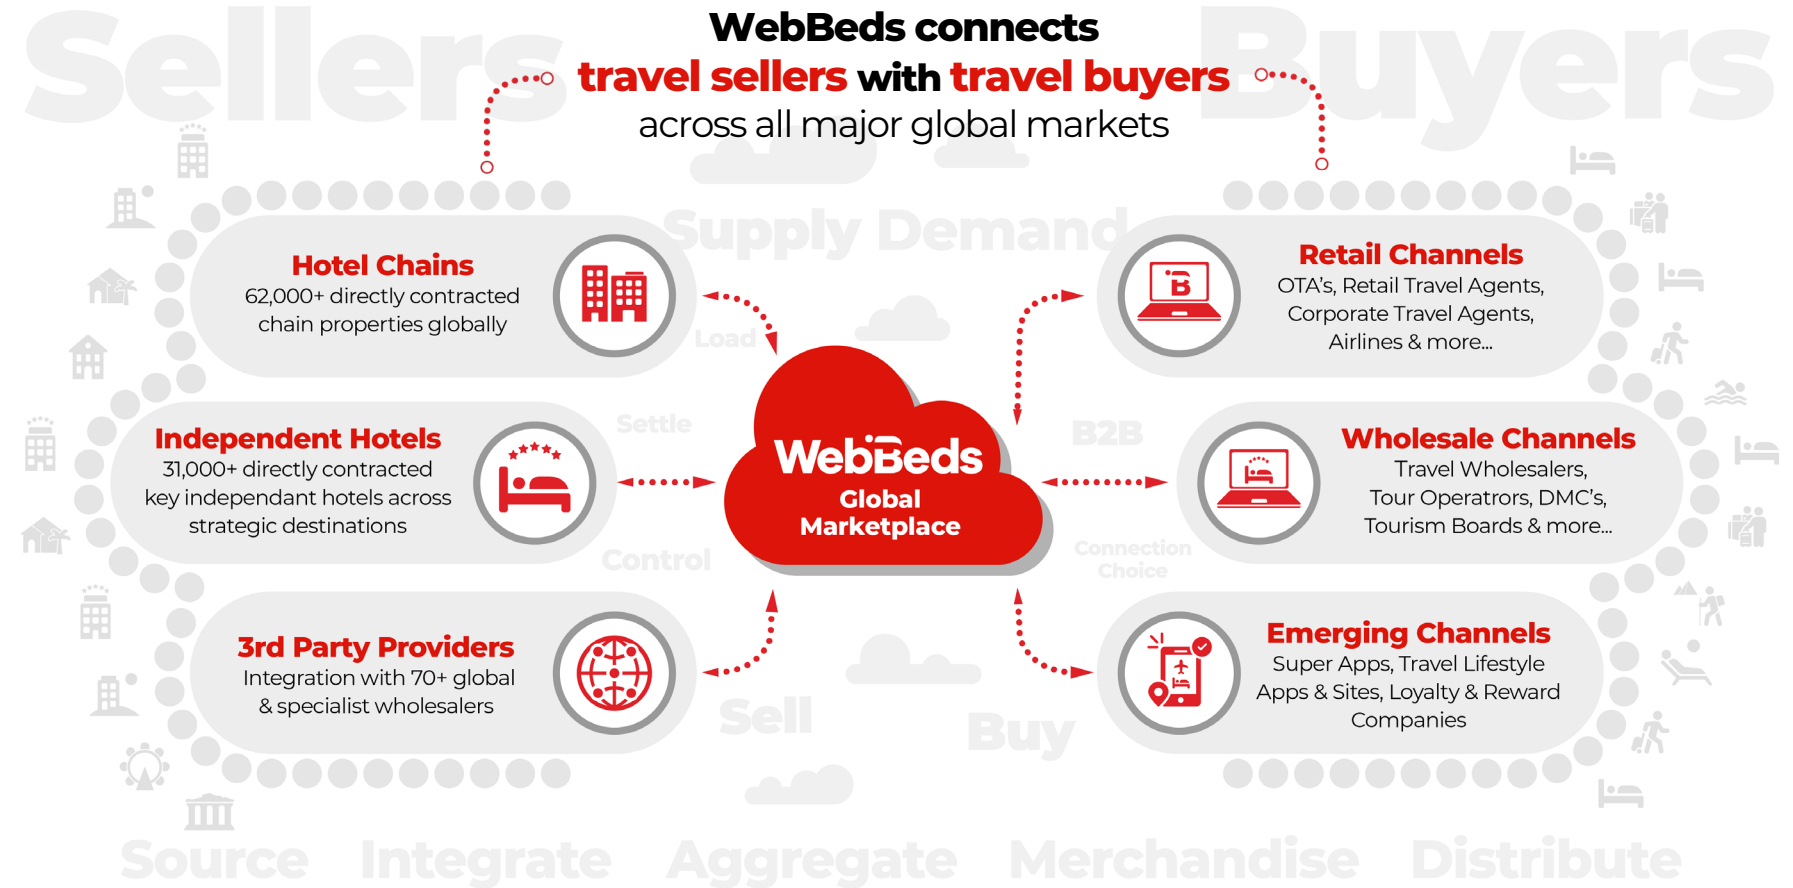 Sellers
Buyers
WebBeds connects
travel sellers with travel buyers
across all major global markets
Supply Demand
Hotel Chains
62,000+ directly contracted
chain properties globally
Load
Independent Hotels
31,000+ directly contracted
key independant hotels across
strategic destinations
Settle
Control
3rd Party Providers
Integration with 70+ global
& specialist wholesalers
WebBeds
Global
Marketplace
B
Retail Channels
OTA's, Retail Travel Agents,
Corporate Travel Agents,
Airlines & more...
B2B
Wholesale Channels
Travel Wholesalers,
Tour Operatrors, DMC's,
Tourism Boards & more...
Connection
Choice
Emerging Channels
Super Apps, Travel Lifestyle
Apps & Sites, Loyalty & Reward
Companies
Sell
Buy
Source Integrate Aggregate Merchandise Distribute